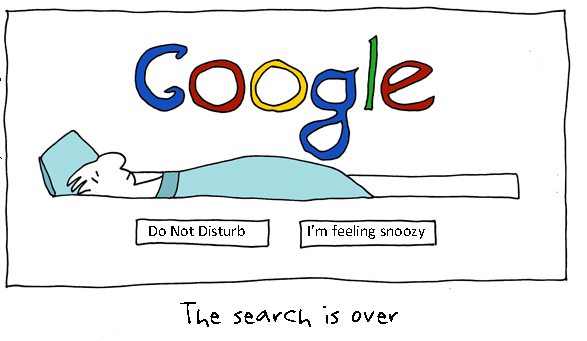 Google
Do Not Disturb
I'm feeling snoozy
The search is over